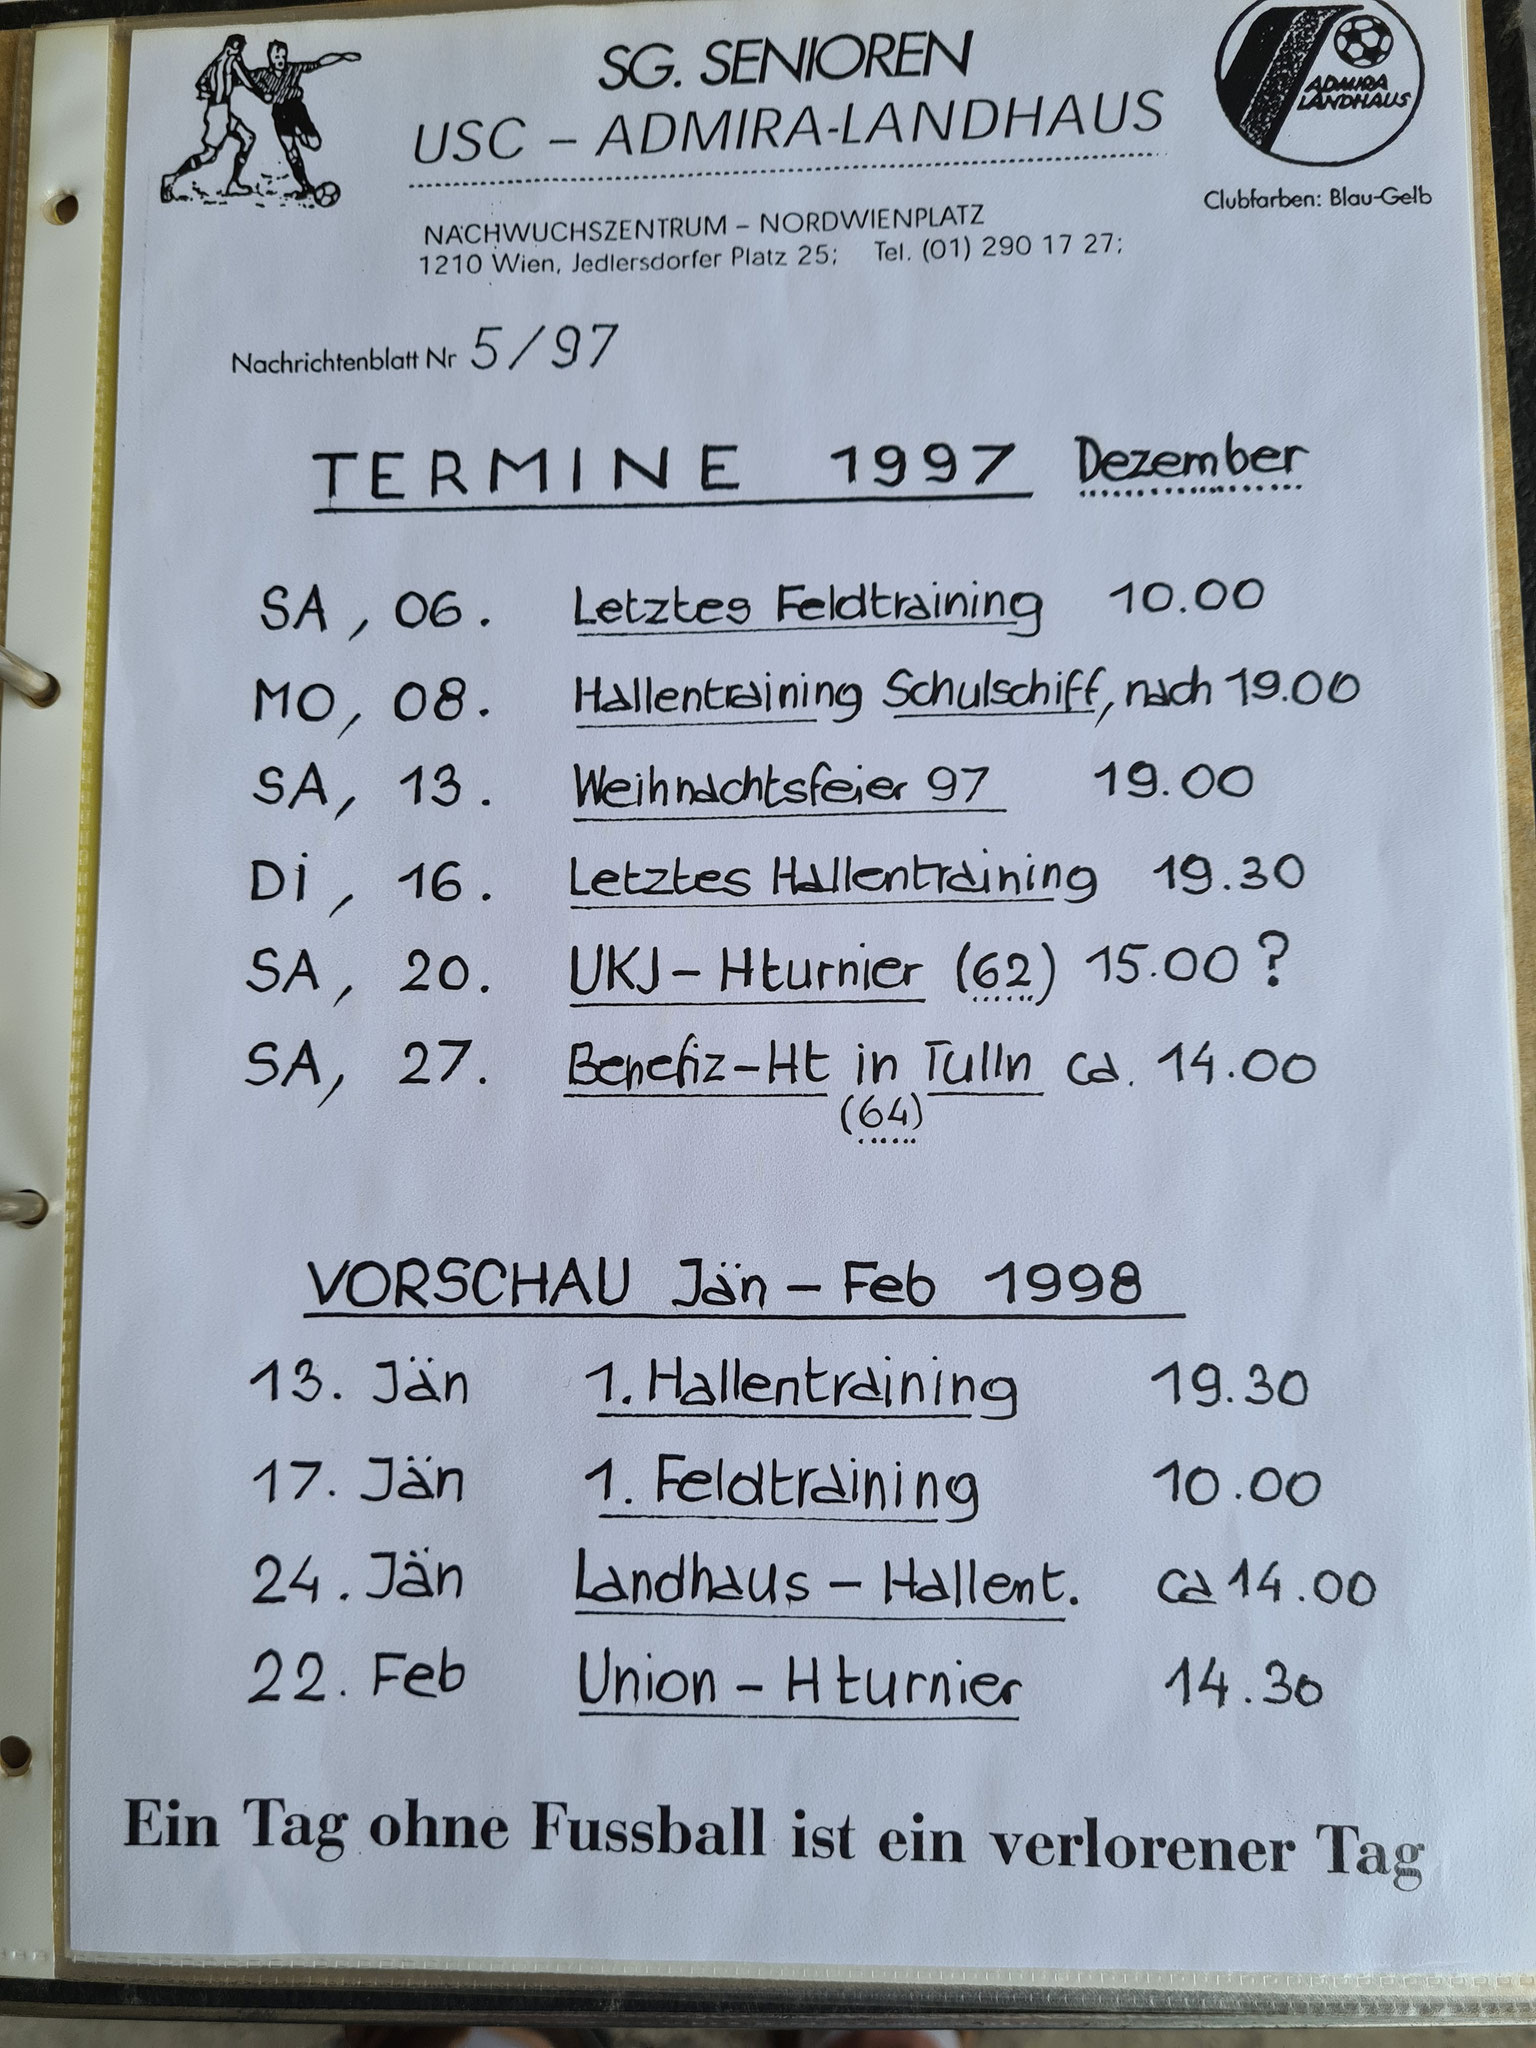 SG. SENIOREN
USC – ADMIRA-LANDHAUS
ADMIRA
LANDHAUS
Clubfarben: Blau-Gelb
NACHWUCHSZENTRUM – NORDWIENPLATZ
1210 Wien, Jedlersdorfer Platz 25; Tel. (01) 290 17 27;
Nachrichtenblatt Nr 5/97
TERMINE 1997 Dezember
SA, 06. Letztes Feldtraining 10.00
MO, 08. Hallentraining Schulschiff, nach 19.00
SA, 13. Weihnachtsfeier 97 19.00
Di, 16. Letztes Hallentraining 19.30
SA, 20. UKJ – Hturnier (62) 15.00 ?
SA, 27. Benefiz – Ht in Tulln ca. 14.00
(64)
VORSCHAU Jän – Feb 1998
13. Jän 1. Hallentraining 19.30
17. Jän 1. Feldtraining 10.00
24. Jän Landhaus – Hallent. ca 14.00
22. Feb Union – Hturnier 14.30
Ein Tag ohne Fussball ist ein verlorener Tag